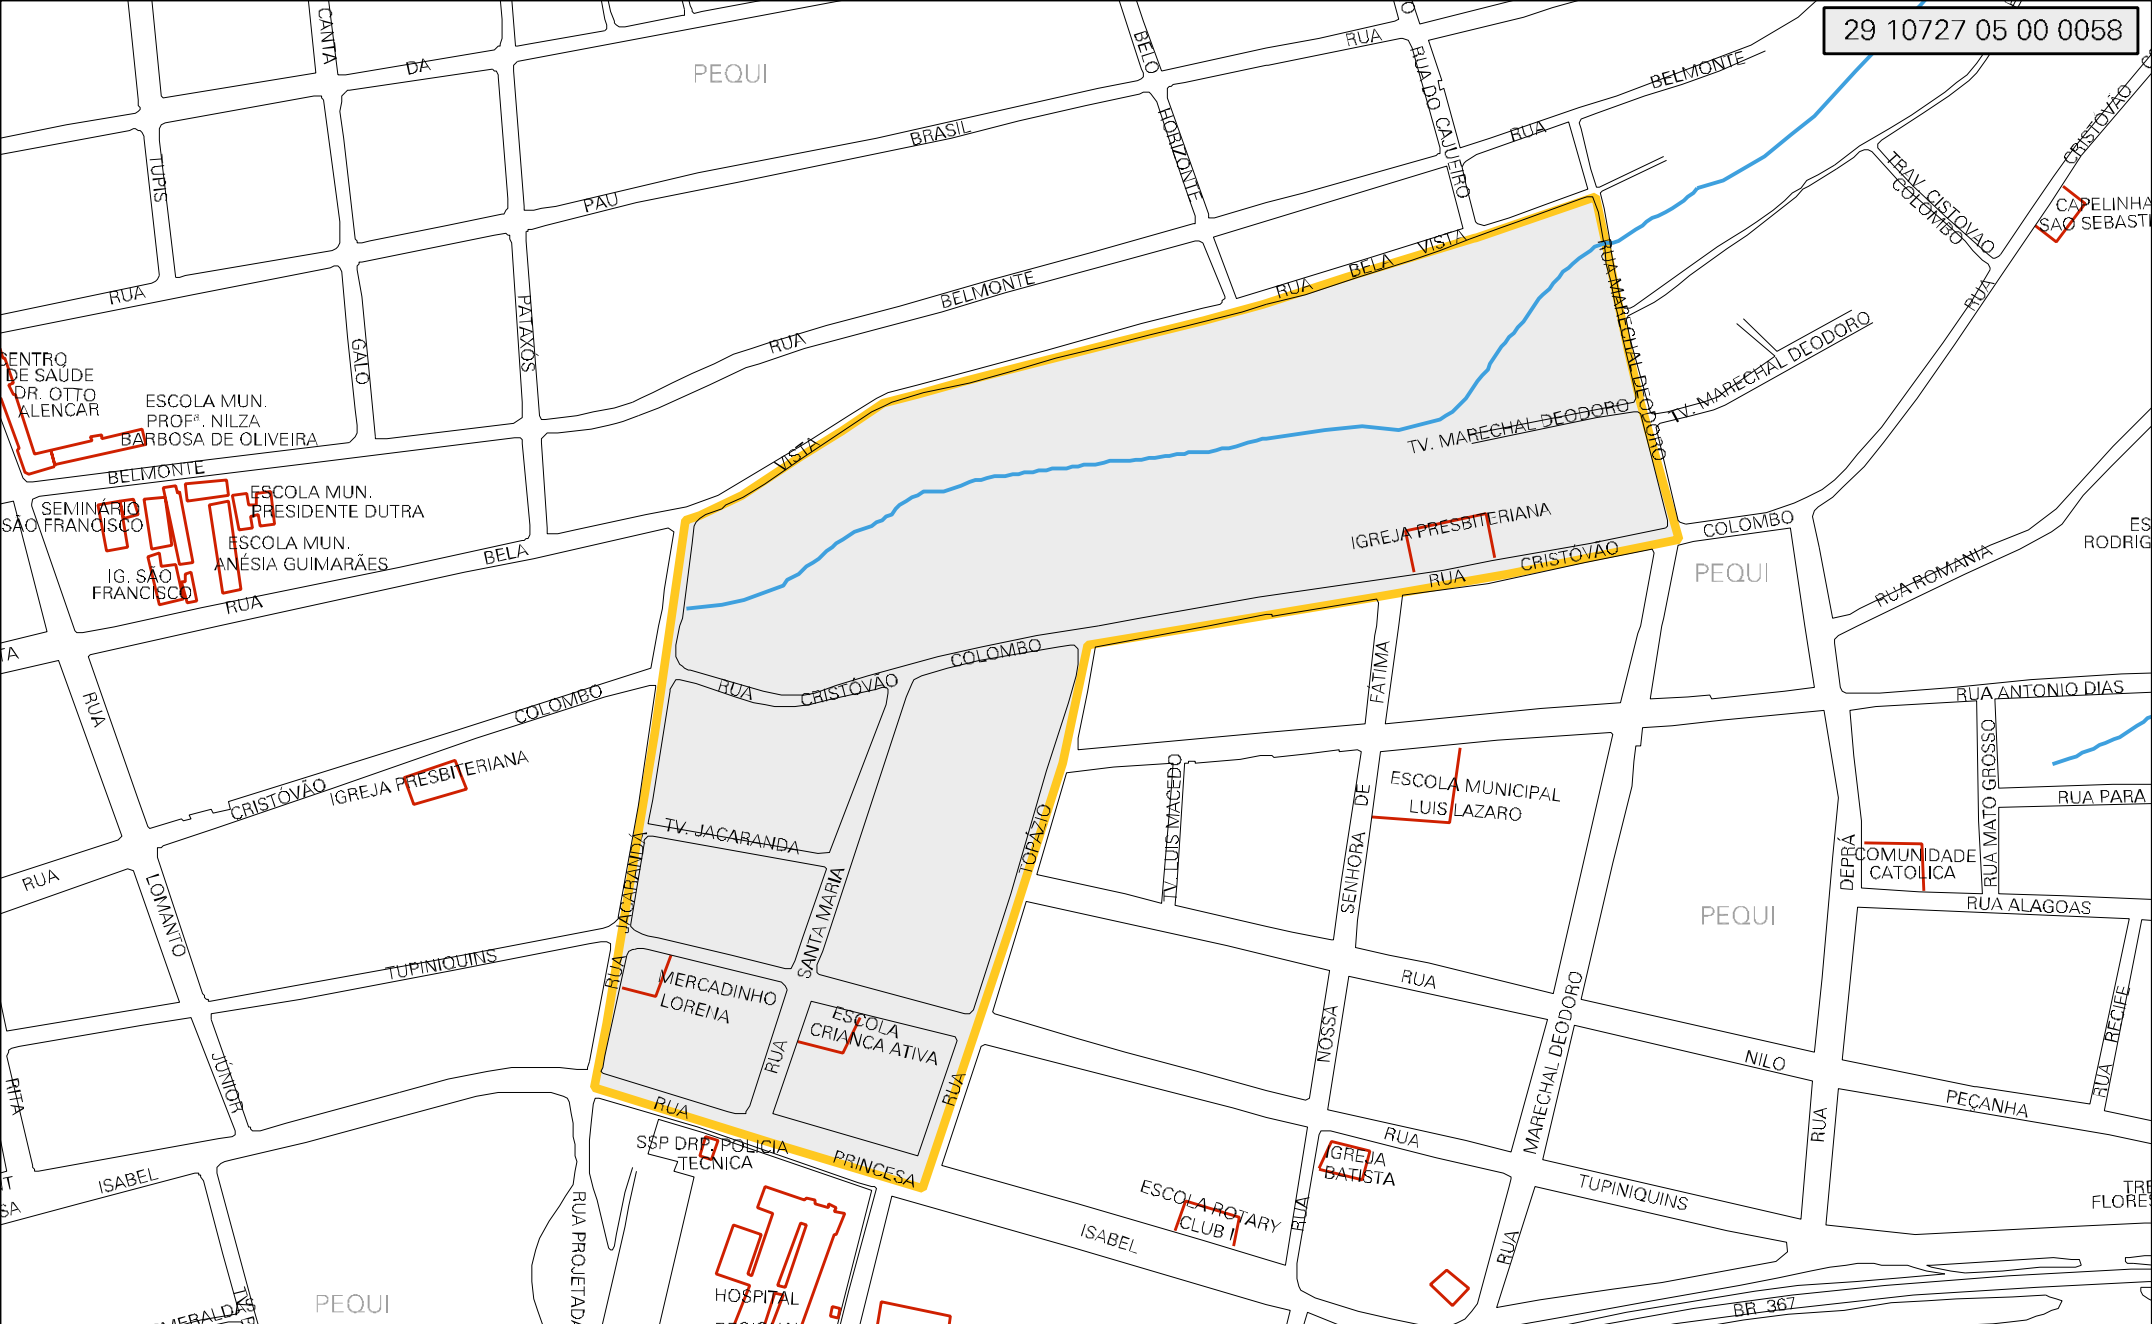 29 10727 05 00 0058
CANTA
DA
PEQUI
BELO
RUA
RUA DO CAJUEIRO
BELMONTE
RUA
BRASIL
HORIZONTE
PAU
TUPIS
CRISTOVÃO
TRAV. CISTOVAO
COLOMBO
CAPELINHA
SAO SEBASTI
RUA
RUA
BELMONTE
RUA
BELA
VISTA
RUA
GALO
PATAXÓS
RUA
RUA MARECHAL DEODORO
TV. MARECHAL DEODORO
TV. MARECHAL DEODORO
DE SAÚDE
DR. OTTO
ALENCAR
ESCOLA MUN.
PROFª. NILZA
BARBOSA DE OLIVEIRA
BELMONTE
VISTA
SEMINÁRIO
SÃO FRANCISCO
ESCOLA MUN.
PRESIDENTE DUTRA
ESCOLA MUN.
ANÉSIA GUIMARÃES
IG. SÃO
FRANCISCO
BELA
RUA
IGREJA PRESBITERIANA
RUA
CRISTÓVÃO
COLOMBO
PEQUI
RUA ROMANIA
ES
RODRIG
TA
RUA
COLOMBO
CRISTÓVÃO
IGREJA PRESBITERIANA
RUA
CRISTÓVÃO
COLOMBO
FÁTIMA
RUA ANTONIO DIAS
RUA MATO GROSSO
RUA PARA
TV. JACARANDA
JACARANDÁ
RUA
SANTA MARIA
RUA
TOPÁZIO
RUA
TV. LUIS MACEDO
SENHORA DE
NOSSA
RUA
ESCOLA MUNICIPAL
LUIS LAZARO
DEPRÁ
RUA
COMUNIDADE
CATOLICA
RUA ALAGOAS
PEQUI
RUA
LOMANTO
JÚNIOR
TUPINIQUINS
MERCADINHO
LORENA
ESCOLA
CRIANCA ATIVA
RUA
NILO
PEÇANHA
RUA RECIFE
MARECHAL DEODORO
RUA
RITA
ISABEL
RUA
PRINCESA
ISABEL
SSP DRP. POLICIA
TECNICA
RUA PROJETADA
HOSPITAL
ESCOLA ROTARY
CLUB I
IGREJA
BATISTA
RUA
TUPINIQUINS
TRE
FLORES
BR 367
PEQUI
SA